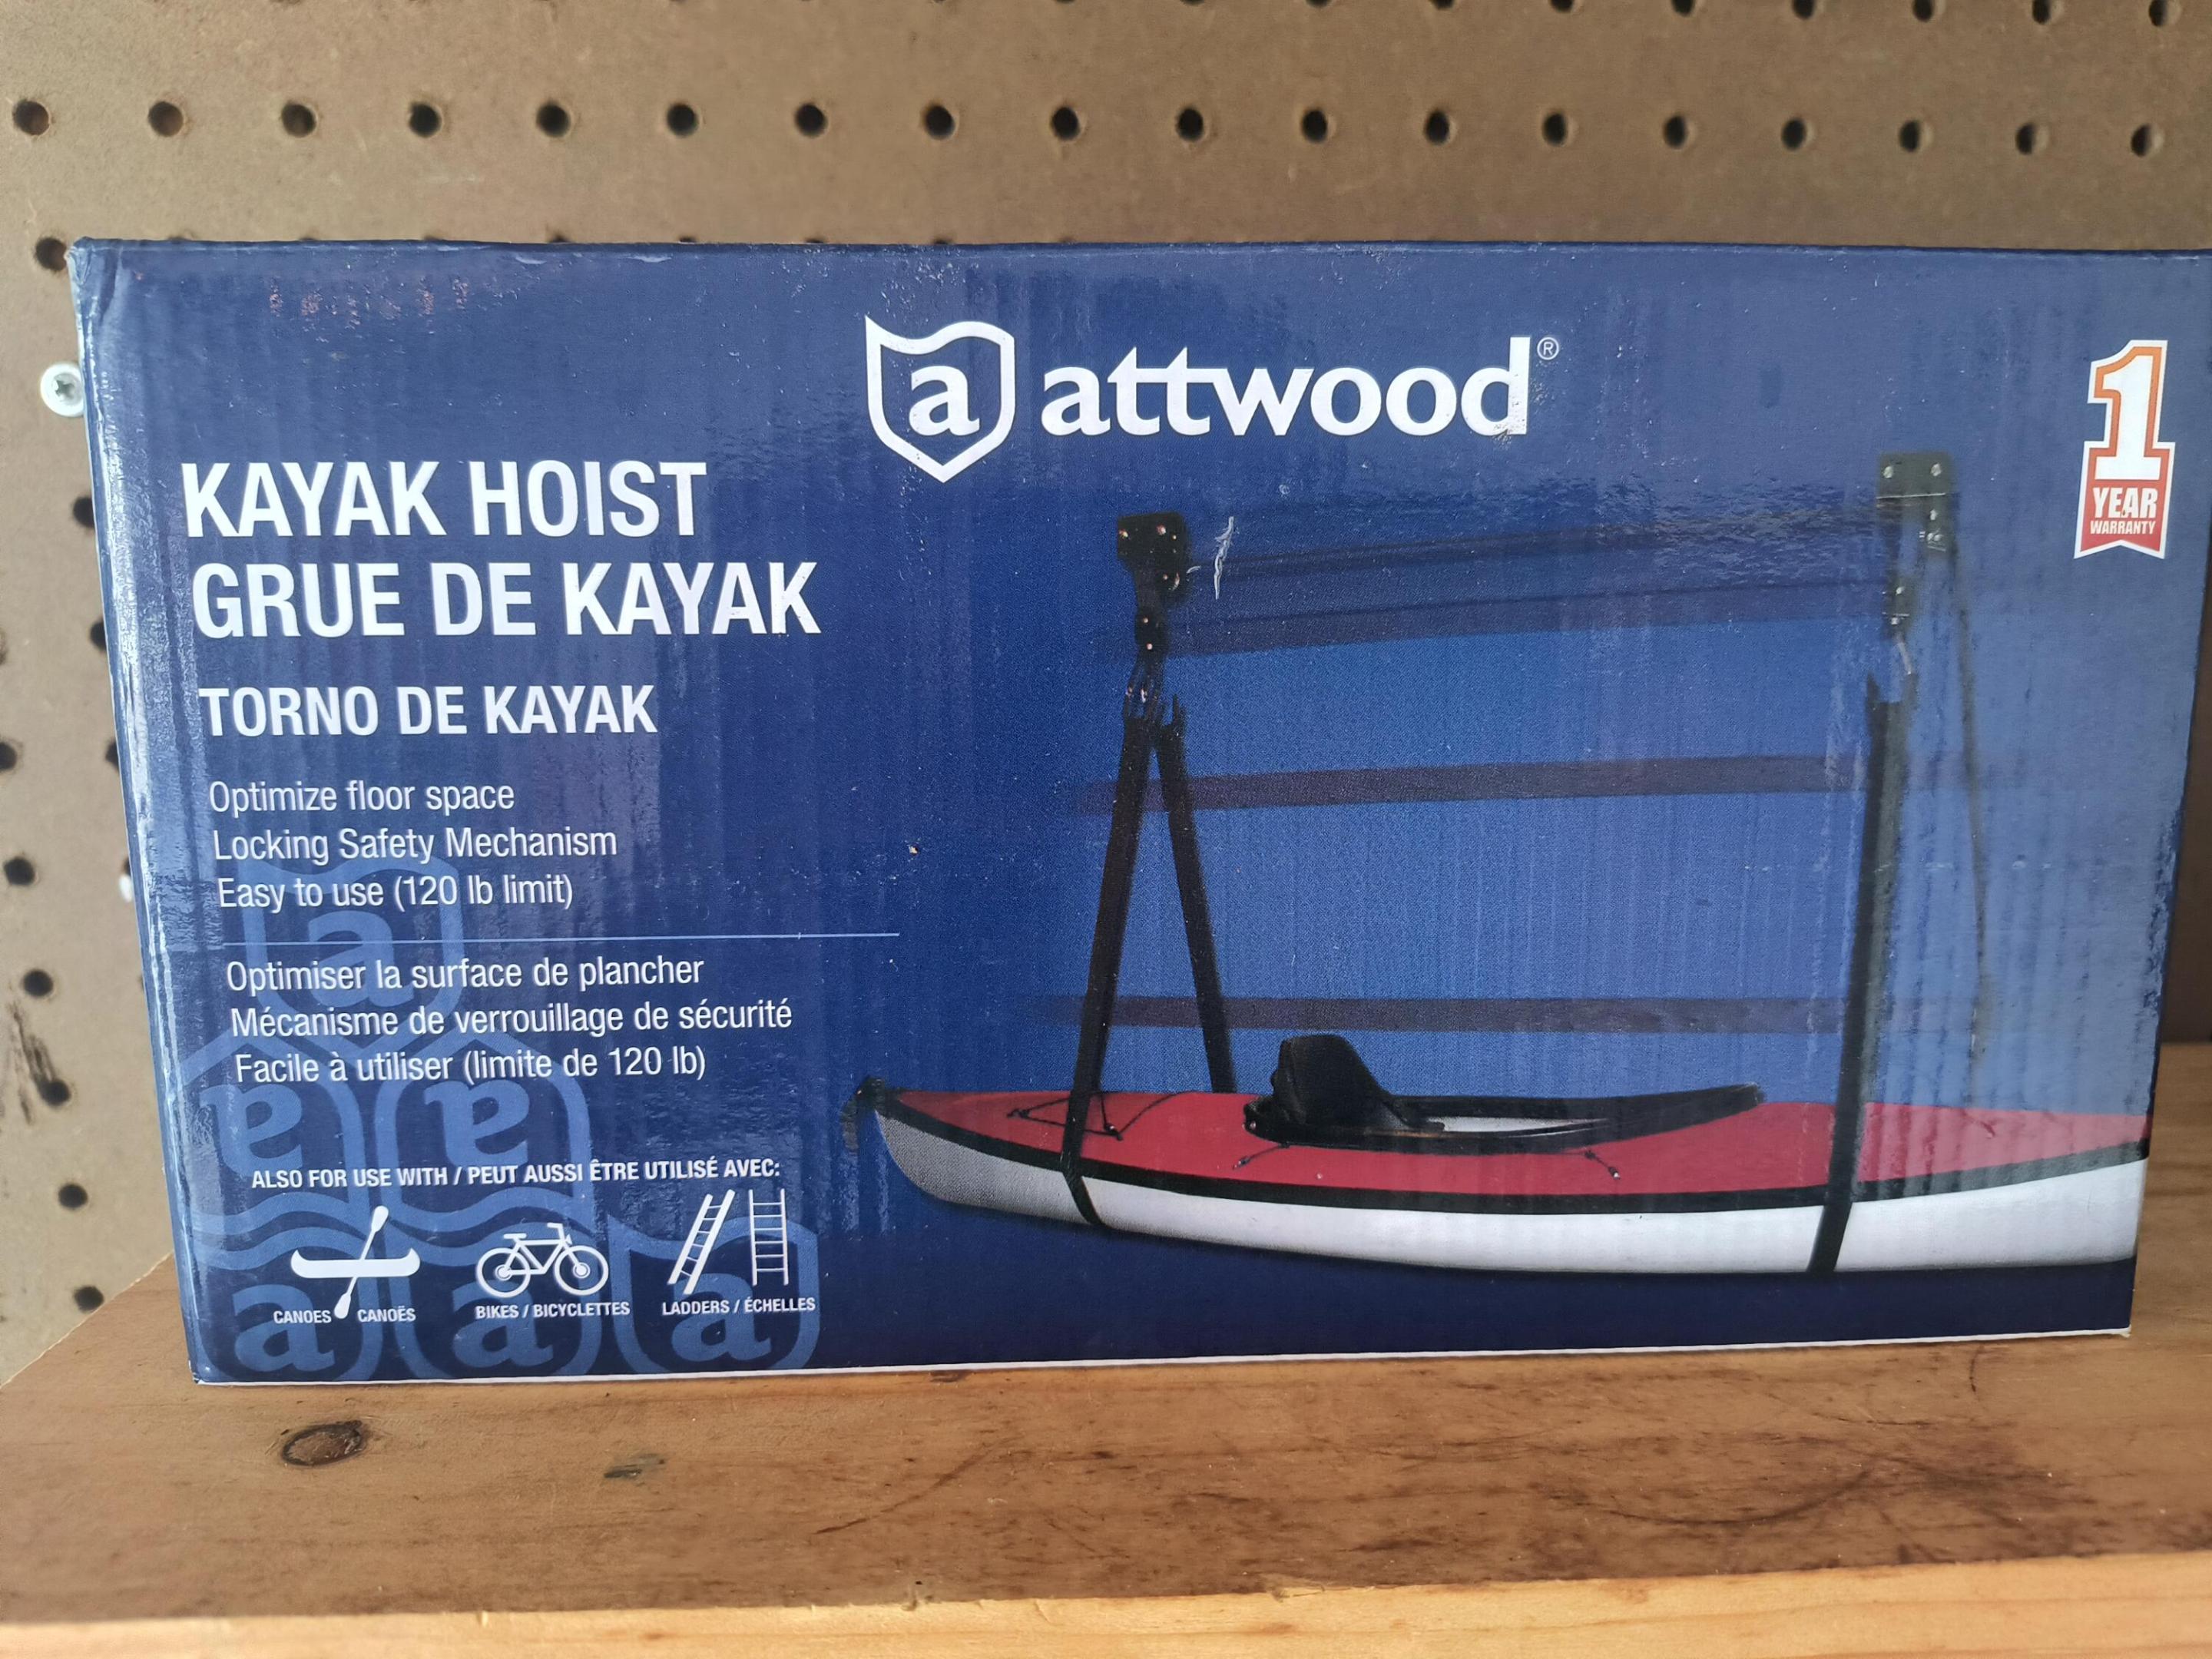 a attwood®
1
YEAR
WARRANTY
KAYAK HOIST
GRUE DE KAYAK
TORNO DE KAYAK
Optimize floor space
Locking Safety Mechanism
Easy to use (120 lb limit)
Optimiser la surface de plancher
Mécanisme de verrouillage de sécurité
Facile à utiliser (limite de 120 lb)
ALSO FOR USE WITH / PEUT AUSSI ÊTRE UTILISÉ AVEC:
CANOES CANOËS
BIKES / BICYCLETTES
LADDERS / ÉCHELLES
a
a a
a a a